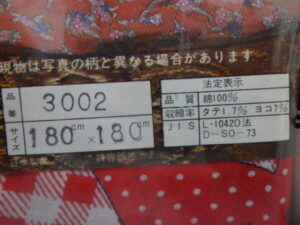 現物は写真の柄と異なる場合があります
品番 3002
サイズ 180cm×180cm
法定表示
品質 綿100%
収縮率 タテ1.7% ヨコ7%
JIS L-1042D法
D-SO-73